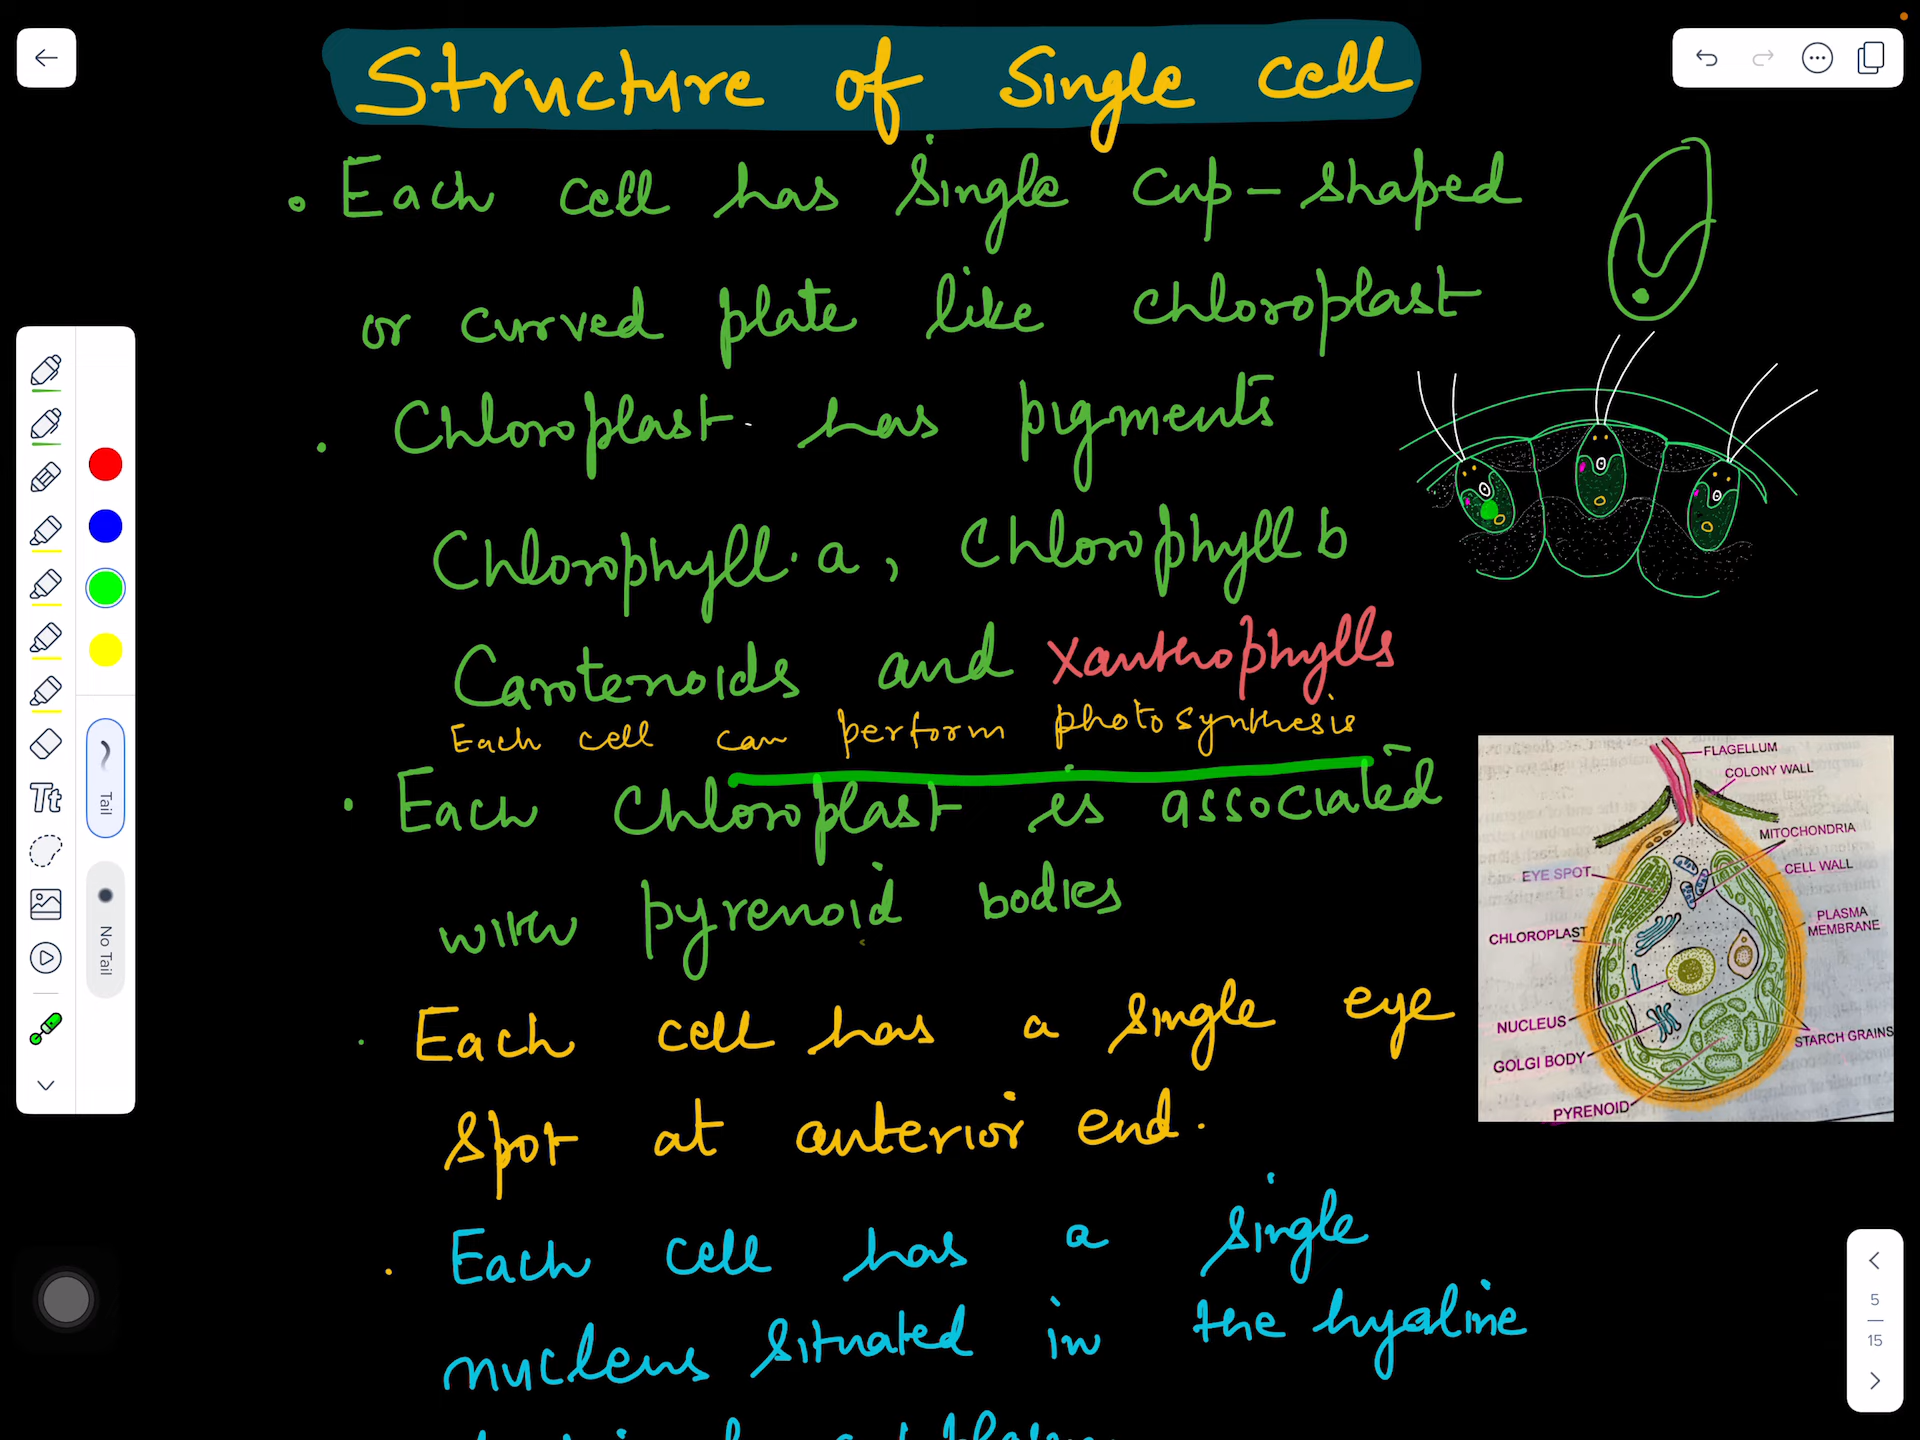 Structure of Single cell
• Each cell has single cup-shaped
or curved plate like chloroplast
• Chloroplast has pigments
Chlorophyll a, Chlorophyll b
Carotenoids and Xanthophylls
Each cell can perform photosynthesis
• Each Chloroplast is associated
with pyrenoid bodies
• Each cell has a single eye
spot at anterior end.
• Each cell has a single
nucleus situated in the hyaline
FLAGELLUM
COLONY WALL
MITOCHONDRIA
CELL WALL
EYE SPOT
PLASMA
MEMBRANE
CHLOROPLAST
NUCLEUS
STARCH GRAINS
GOLGI BODY
PYRENOID
Tt
Tail
No Tail
5
15